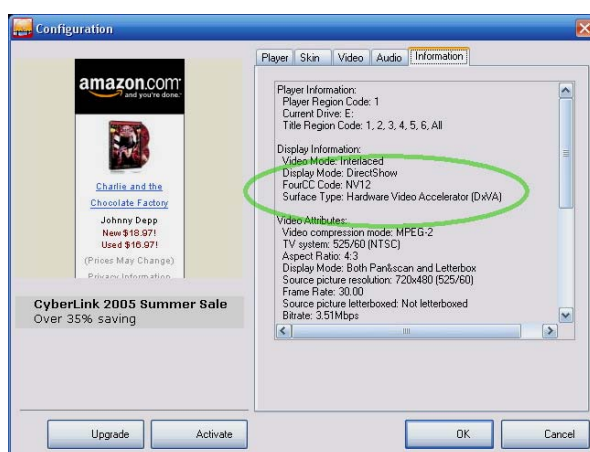 Configuration
Player
Skin
Video
Audio
Information
amazon.com
and you're done.
Charlie and the
Chocolate Factory
Johnny Depp
New $18.97!
Used $16.97!
(Prices May Change)
Privacy Information
CyberLink 2005 Summer Sale
Over 35% saving
Player Information:
Player Region Code: 1
Current Drive: E:
Title Region Code: 1, 2, 3, 4, 5, 6, All
Display Information:
Video Mode: Interlaced
Display Mode: DirectShow
FourCC Code: NV12
Surface Type: Hardware Video Accelerator (DxVA)
Video Attributes:
Video compression mode: MPEG-2
TV system: 525/60 (NTSC)
Aspect Ratio: 4:3
Display Mode: Both Pan&scan and Letterbox
Source picture resolution: 720x480 (525/60)
Frame Rate: 30.00
Source picture letterboxed: Not letterboxed
Bitrate: 3.51Mbps
Upgrade
Activate
OK
Cancel